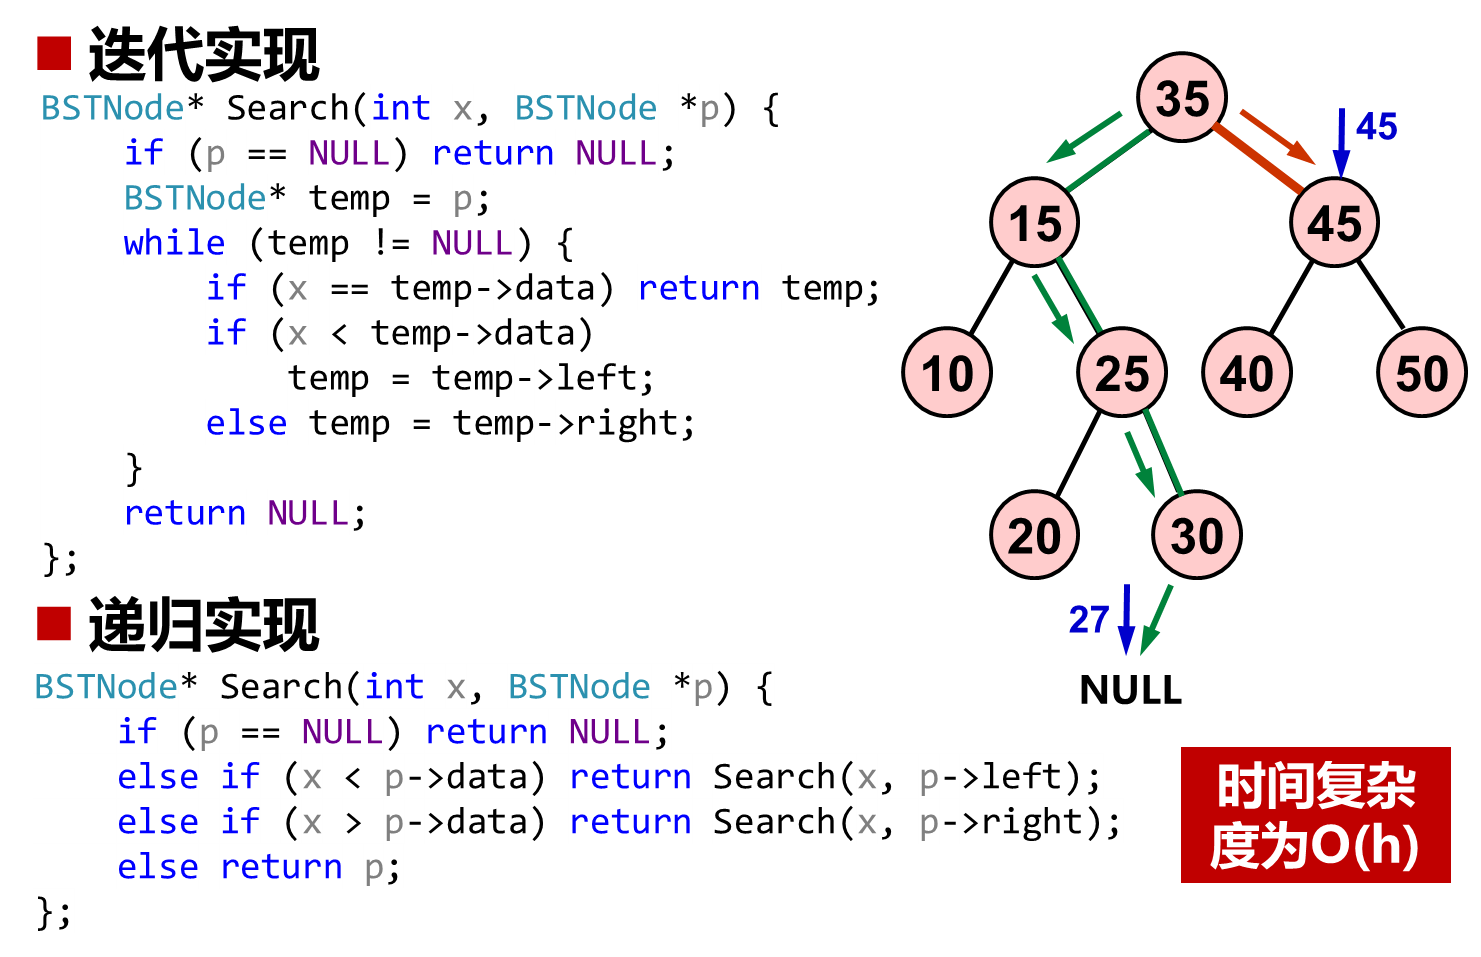 迭代实现
BSTNode* Search(int x, BSTNode *p) {
if (p == NULL) return NULL;
BSTNode* temp = p;
while (temp != NULL) {
if (x == temp->data) return temp;
if (x < temp->data)
temp = temp->left;
else temp = temp->right;
}
return NULL;
};
递归实现
BSTNode* Search(int x, BSTNode *p) {
if (p == NULL) return NULL;
else if (x < p->data) return Search(x, p->left);
else if (x > p->data) return Search(x, p->right);
else return p;
};
35
45
15
45
10
25
40
50
20
30
27
NULL
时间复杂
度为O(h)